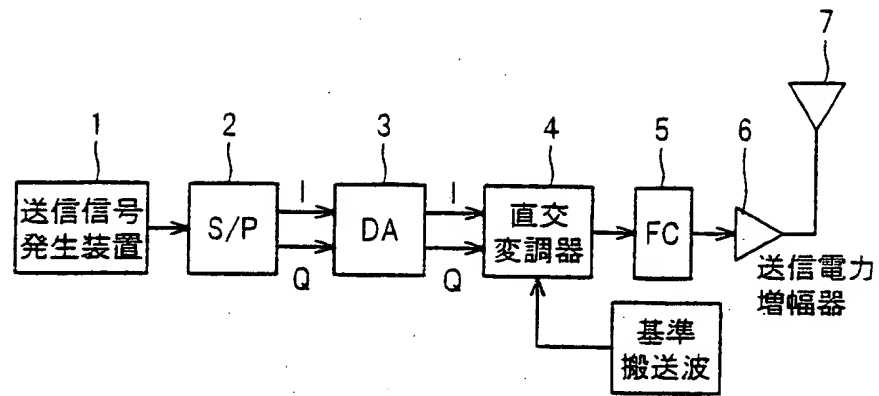 7
1
2
3
4
5
6
送信信号
発生装置
S/P
I
Q
DA
I
Q
直交
変調器
FC
送信電力
増幅器
基準
搬送波